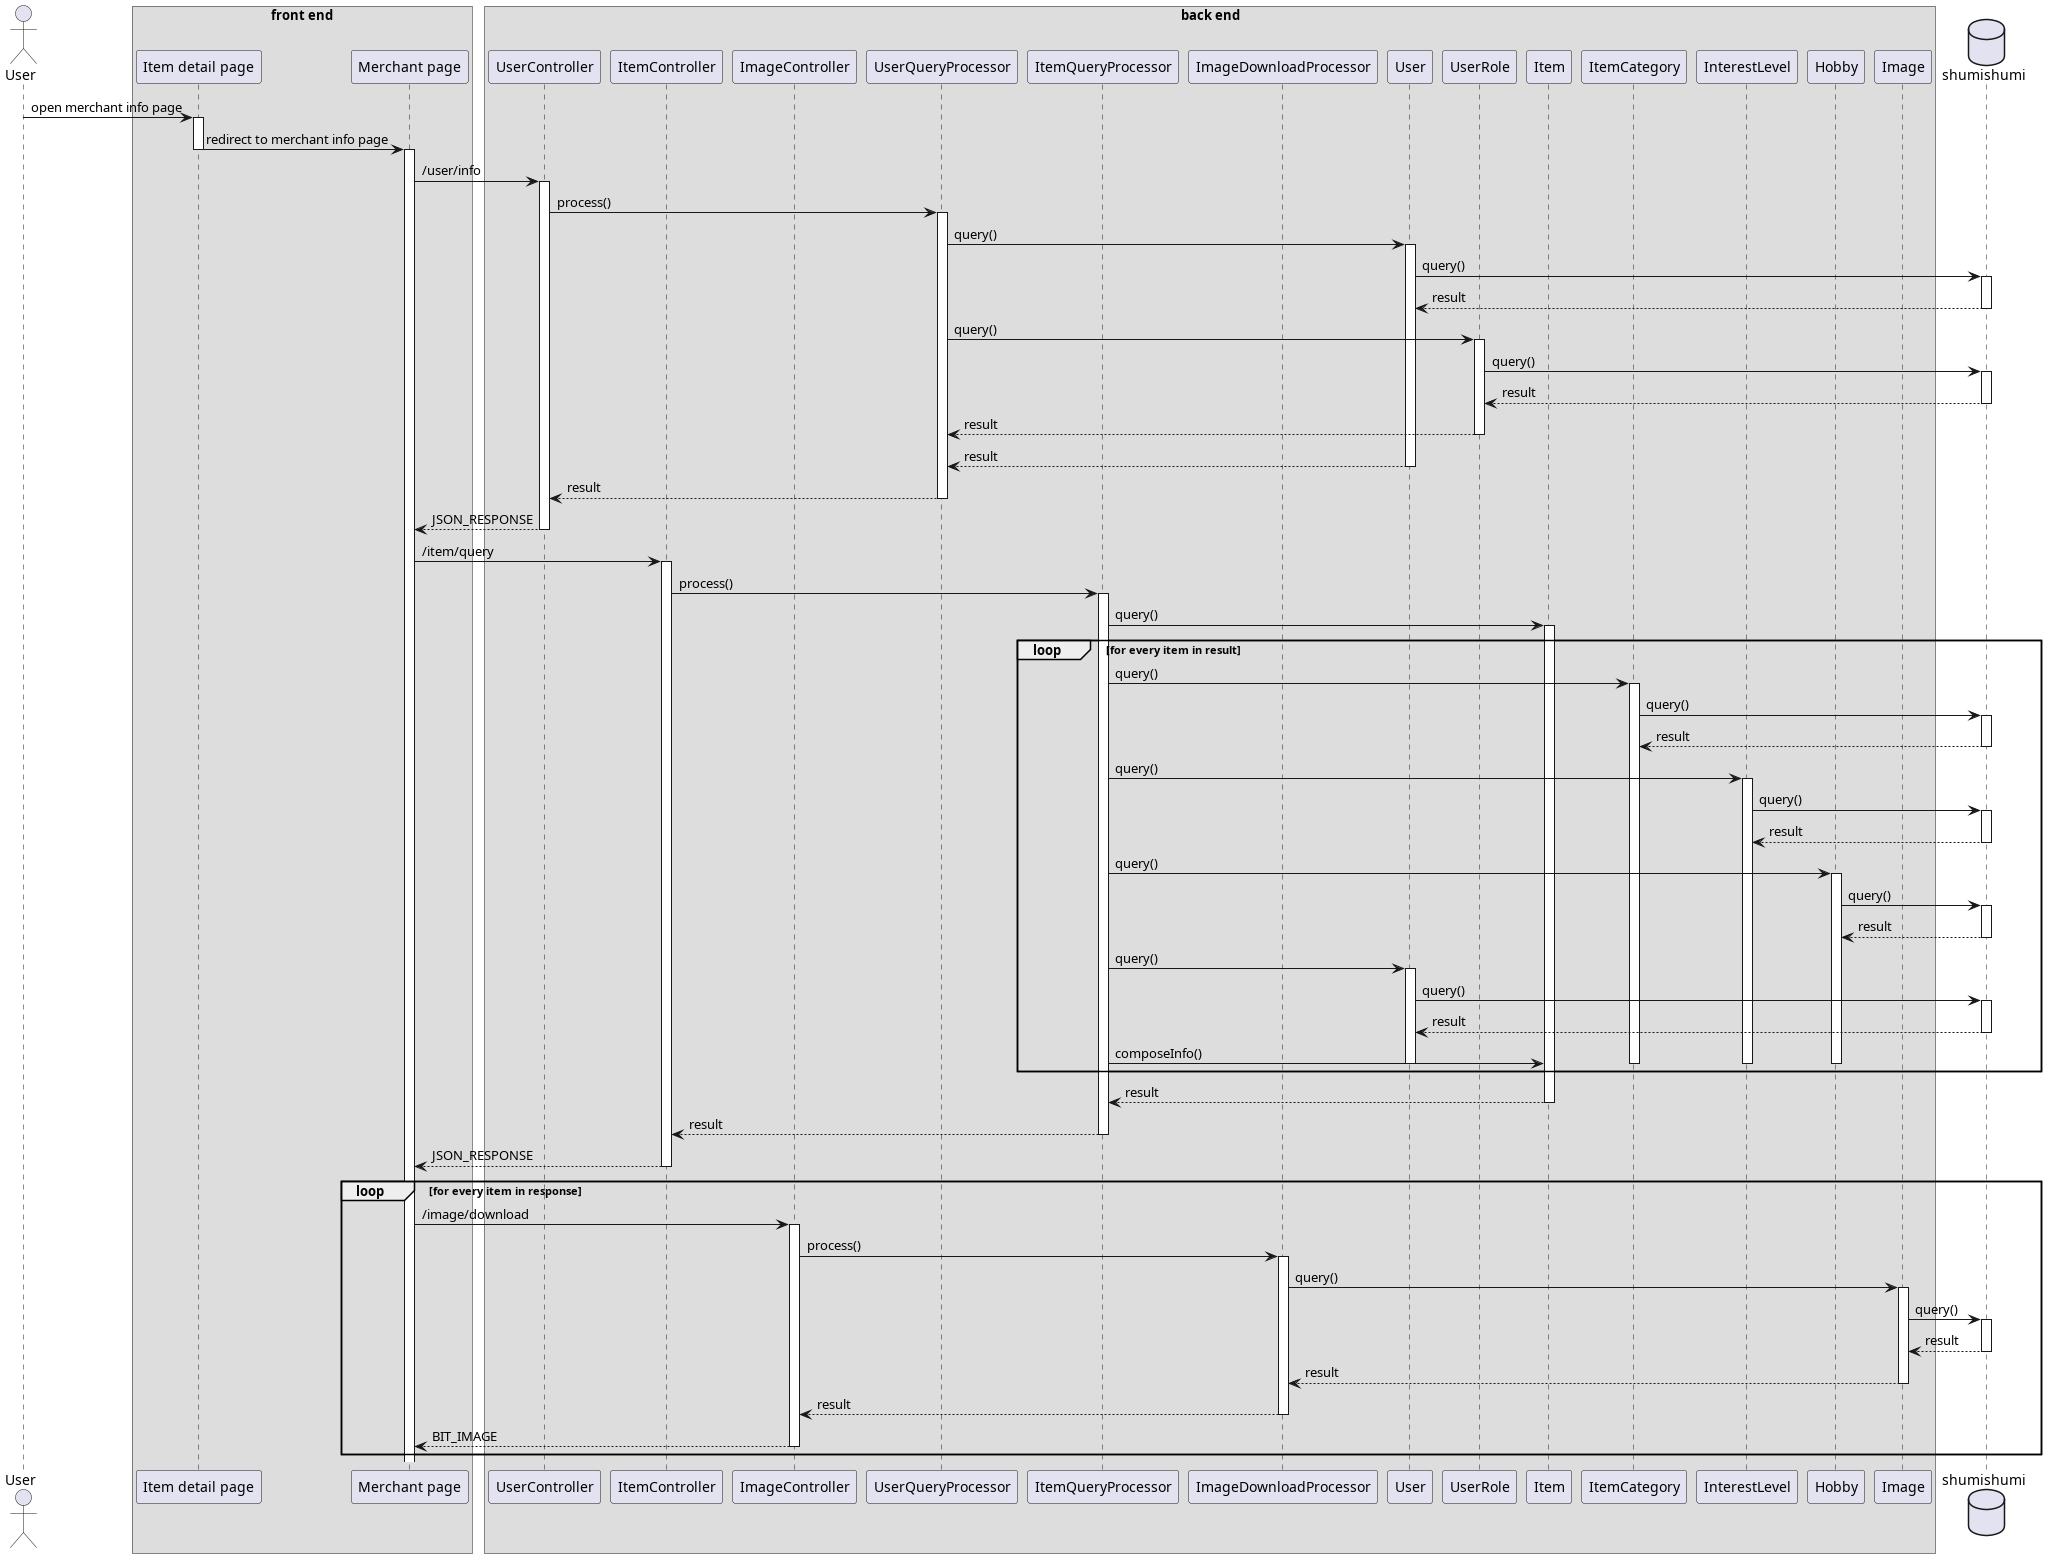 front end
back end
User
Item detail page
Merchant page
UserController
ItemController
ImageController
UserQueryProcessor
ItemQueryProcessor
ImageDownloadProcessor
User
UserRole
Item
ItemCategory
InterestLevel
Hobby
Image
shumishumi
open merchant info page
redirect to merchant info page
/user/info
process()
query()
query()
result
query()
query()
result
result
result
result
JSON_RESPONSE
/item/query
process()
query()
loop
[for every item in result]
query()
query()
result
query()
query()
result
query()
query()
result
query()
query()
result
composeInfo()
result
result
JSON_RESPONSE
loop
[for every item in response]
/image/download
process()
query()
query()
result
result
result
BIT_IMAGE
User
Item detail page
Merchant page
UserController
ItemController
ImageController
UserQueryProcessor
ItemQueryProcessor
ImageDownloadProcessor
User
UserRole
Item
ItemCategory
InterestLevel
Hobby
Image
shumishumi